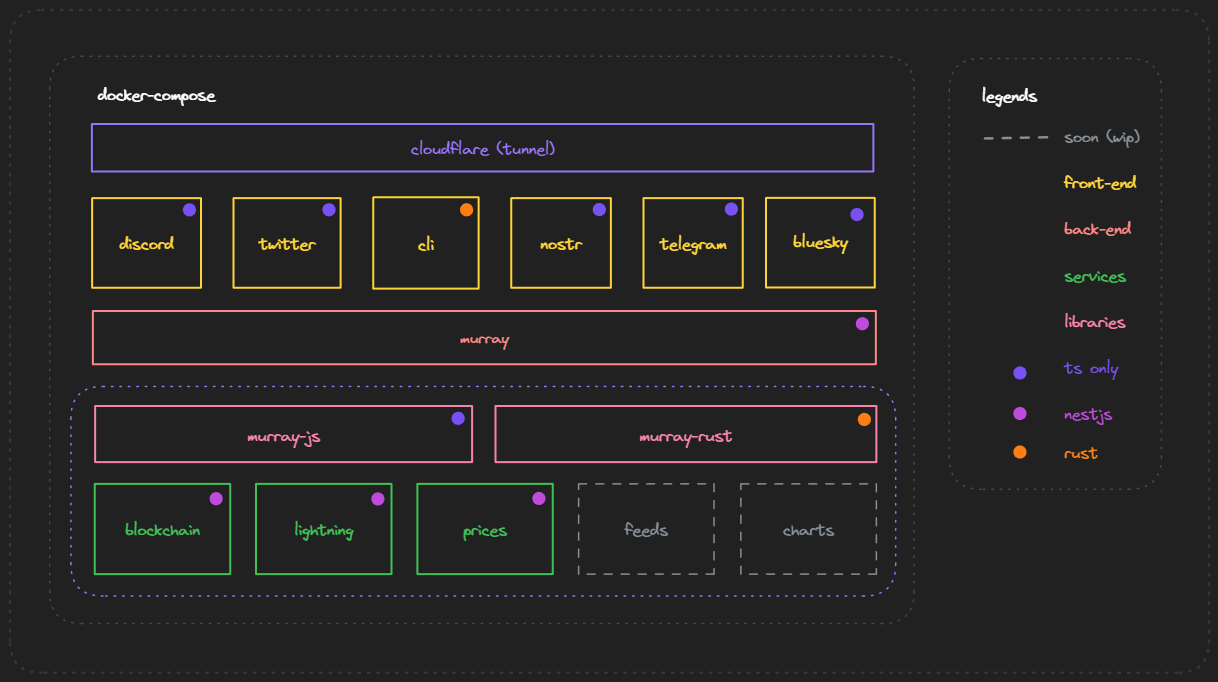 docker-compose
cloudflare (tunnel)
discord
twitter
cli
nostr
telegram
bluesky
murray
murray-js
murray-rust
blockchain
lightning
prices
feeds
charts
legends
soon (wip)
front-end
back-end
services
libraries
ts only
nestjs
rust